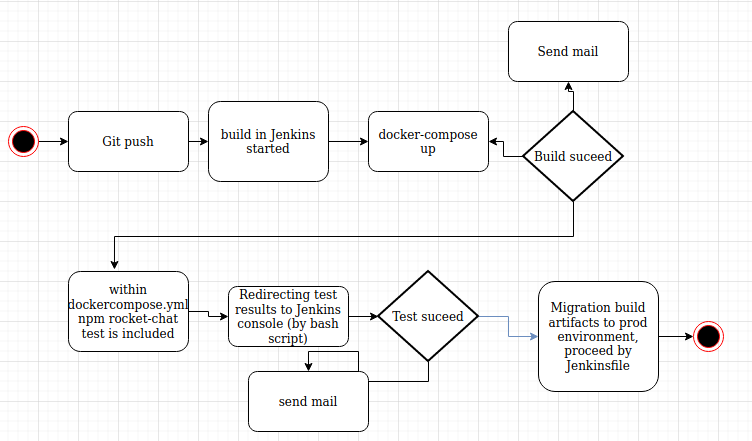 Send mail
Git push
build in Jenkins
started
docker-compose
up
Build suceed
within
dockercompose.yml
npm rocket-chat
test is included
Redirecting test
results to Jenkins
console (by bash
script)
Test suceed
Migration build
artifacts to prod
environment,
proceed by
Jenkinsfile
send mail